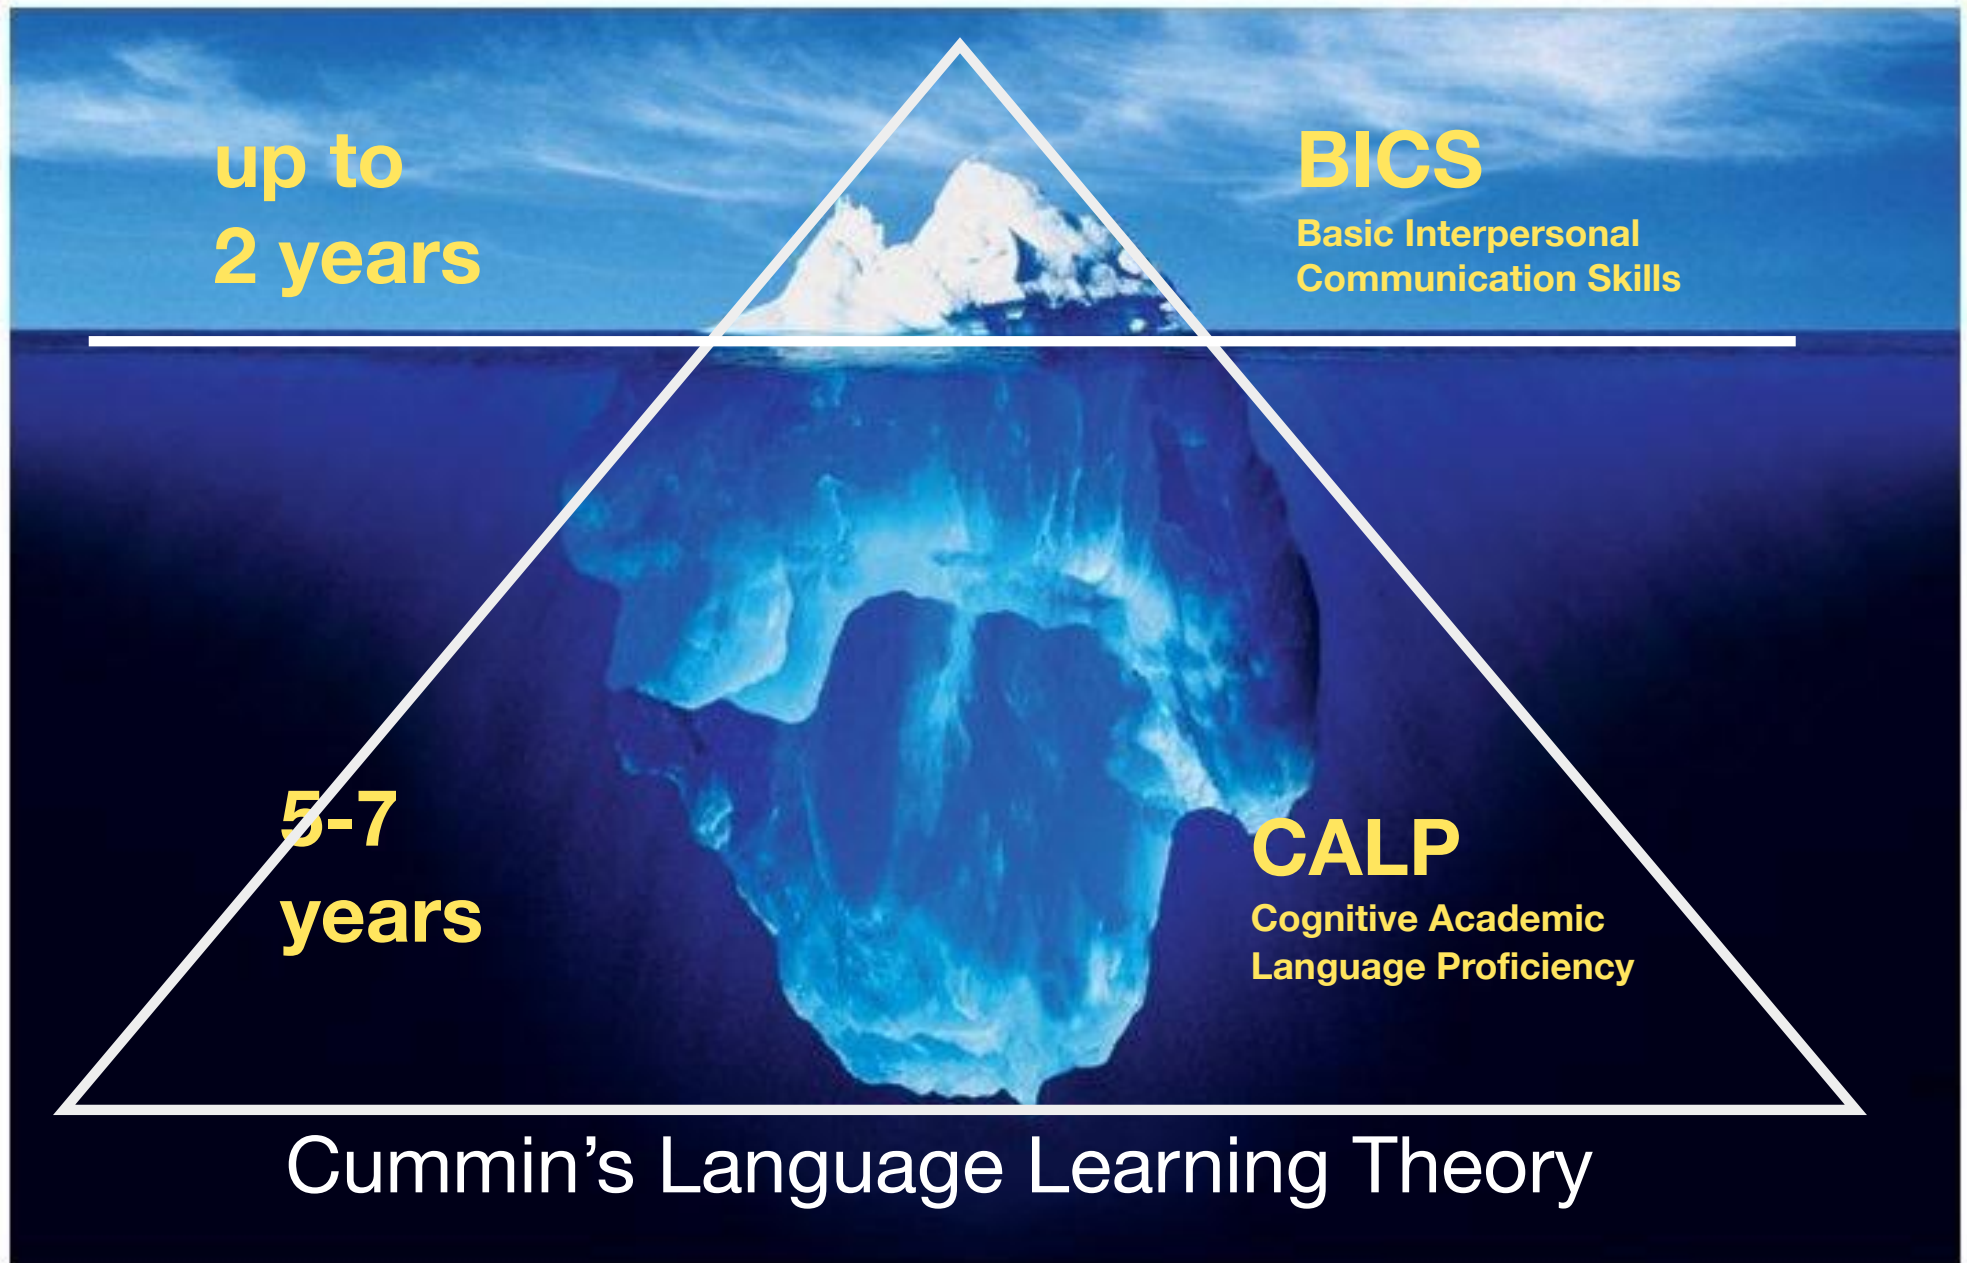 up to
2 years
BICS
Basic Interpersonal
Communication Skills
5-7
years
CALP
Cognitive Academic
Language Proficiency
Cummin’s Language Learning Theory